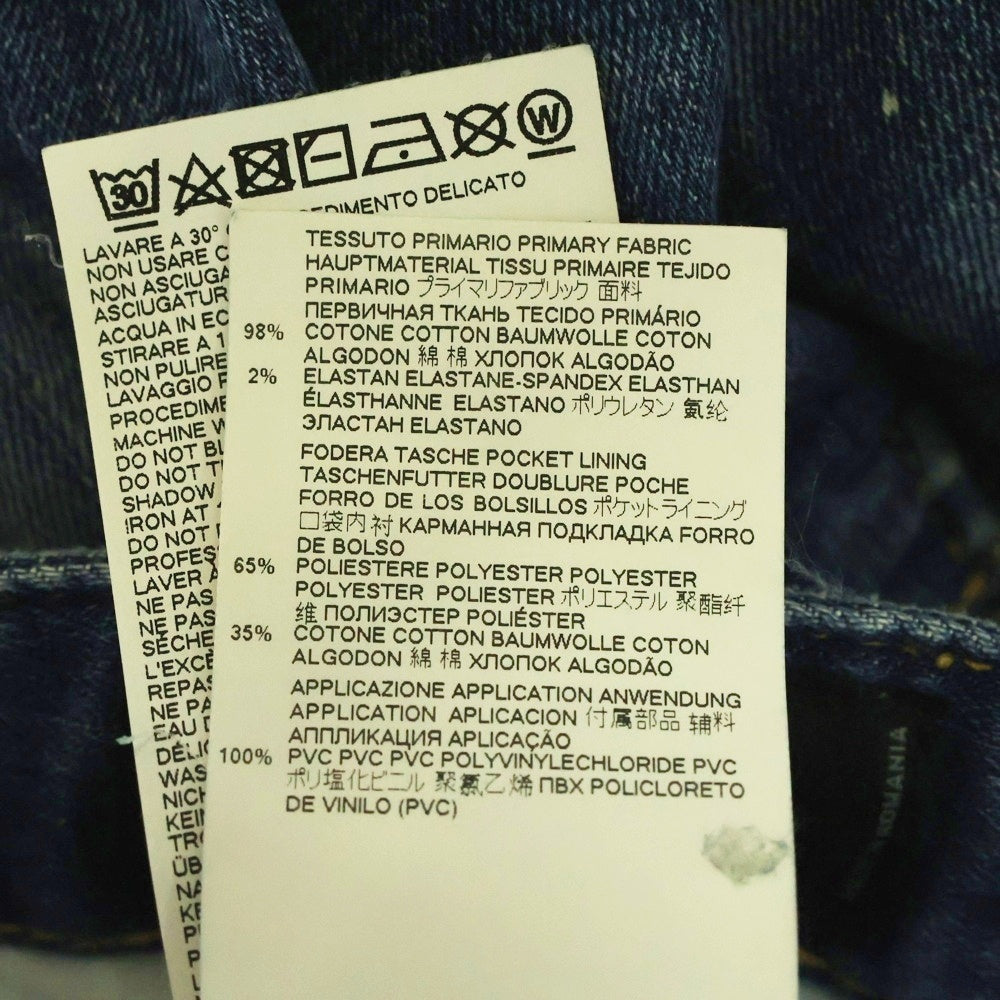 30
W
PROCEDIMENTO DELICATO
LAVARE A 30°
NON USARE
NON ASCIUGA
ASCIUGATUR
ACQUA IN
STIRARE A 1
NON PULIRE
LAVAGGIO
PROCEDIME
MACHINE W
DO NOT BL
DO NOT T
SHADOW
IRON AT
DO NOT
PROFES
LAVER À
NE PAS
NE PAS
SÉCHE
L'EXCÈ
REPAS
NE PA
EAU D
DÉLIC
WAS
NICH
KEIN
TRO
ÜB
NA
KE
P
TESSUTO PRIMARIO PRIMARY FABRIC
HAUPTMATERIAL TISSU PRIMAIRE TEJIDO
PRIMARIO プライマリファブリック 面料
ПЕРВИЧНАЯ ТКАНЬ TECIDO PRIMÁRIO
98% COTONE COTTON BAUMWOLLE COTON
ALGODON 綿 棉 ХЛОПОК ALGODÃO
2% ELASTAN ELASTANE-SPANDEX ELASTHAN
ÉLASTHANNE ELASTANO ポリウレタン 氨纶
ЭЛАСТАН ELASTANO
FODERA TASCHE POCKET LINING
TASCHENFUTTER DOUBLURE POCHE
FORRO DE LOS BOLSILLOS ポケットライニング
口袋内衬 КАРМАННАЯ ПОДКЛАДКА FORRO
DE BOLSO
65% POLIESTERE POLYESTER POLYESTER
POLYESTER POLIESTER ポリエステル 聚酯纤
维 ПОЛИЭСТЕР POLIÉSTER
35% COTONE COTTON BAUMWOLLE COTON
ALGODON 綿 棉 ХЛОПОК ALGODÃO
APPLICAZIONE APPLICATION ANWENDUNG
APPLICATION APLICACION 付属部品 辅料
АППЛИКАЦИЯ APLICAÇÃO
100% PVC PVC PVC POLYVINYLECHLORIDE PVC
ポリ塩化ビニル 聚氯乙烯 ПВХ POLICLORETO
DE VINILO (PVC)
ROMANIA